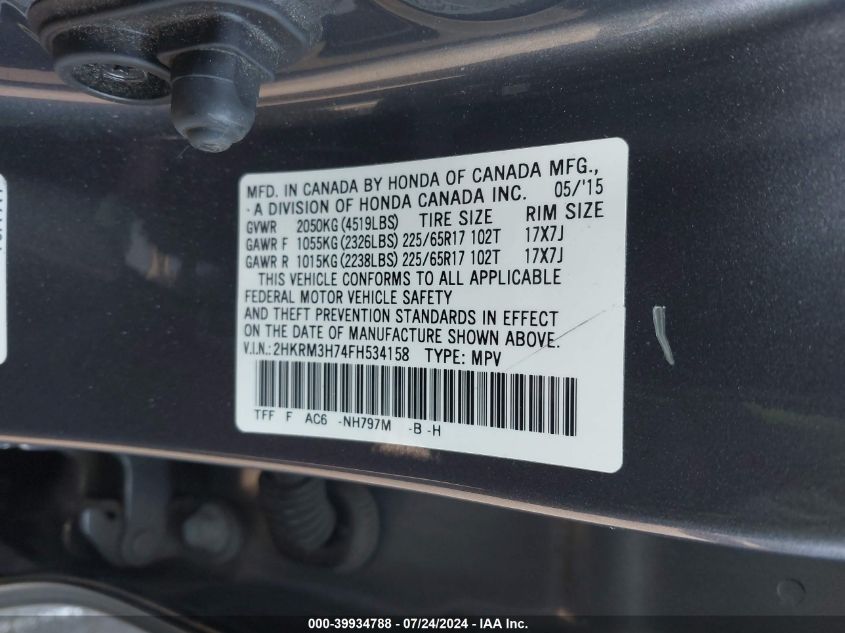 MFD. IN CANADA BY HONDA OF CANADA MFG.,
- A DIVISION OF HONDA CANADA INC. 05/'15
GVWR 2050KG (4519LBS) TIRE SIZE RIM SIZE
GAWR F 1055KG (2326LBS) 225/65R17 102T 17X7J
GAWR R 1015KG (2238LBS) 225/65R17 102T 17X7J
THIS VEHICLE CONFORMS TO ALL APPLICABLE
FEDERAL MOTOR VEHICLE SAFETY
AND THEFT PREVENTION STANDARDS IN EFFECT
ON THE DATE OF MANUFACTURE SHOWN ABOVE.
V.I.N.: 2HKRM3H74FH534158 TYPE: MPV
TFF F AC6 -NH797M -B -H
000-39934788 - 07/24/2024 - IAA Inc.